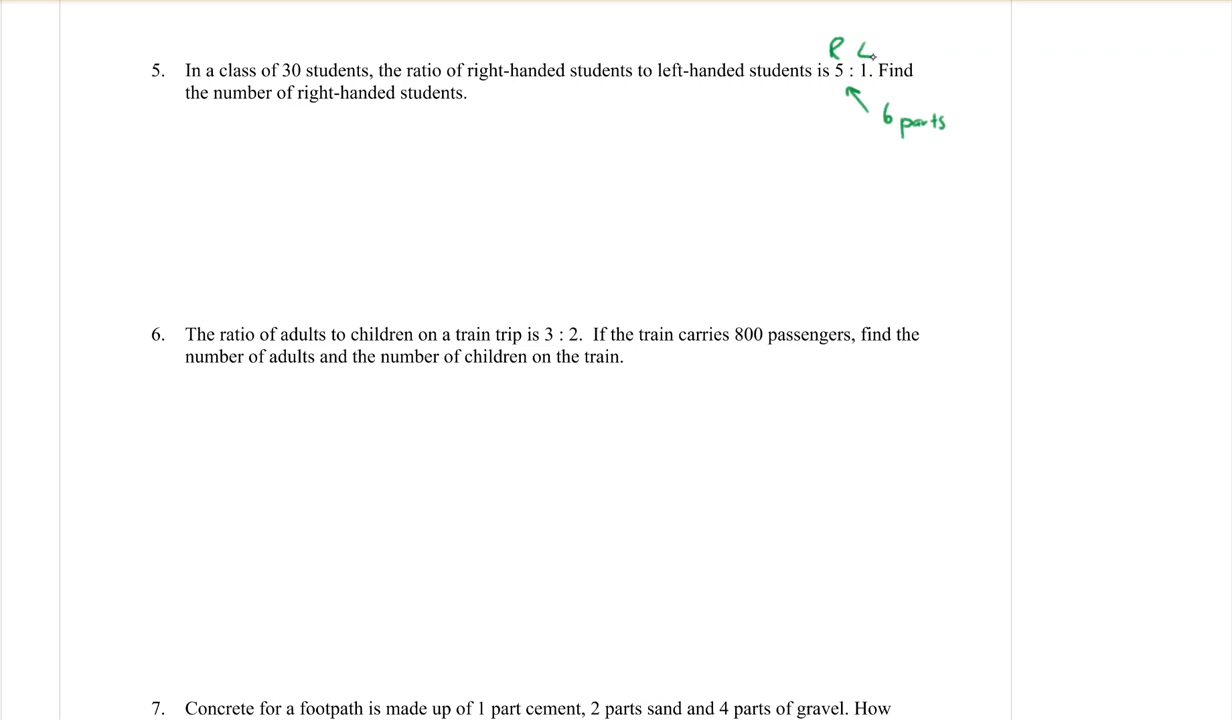 R L
5. In a class of 30 students, the ratio of right-handed students to left-handed students is 5 : 1. Find
the number of right-handed students.
6 parts
6. The ratio of adults to children on a train trip is 3 : 2. If the train carries 800 passengers, find the
number of adults and the number of children on the train.
7. Concrete for a footpath is made up of 1 part cement, 2 parts sand and 4 parts of gravel. How